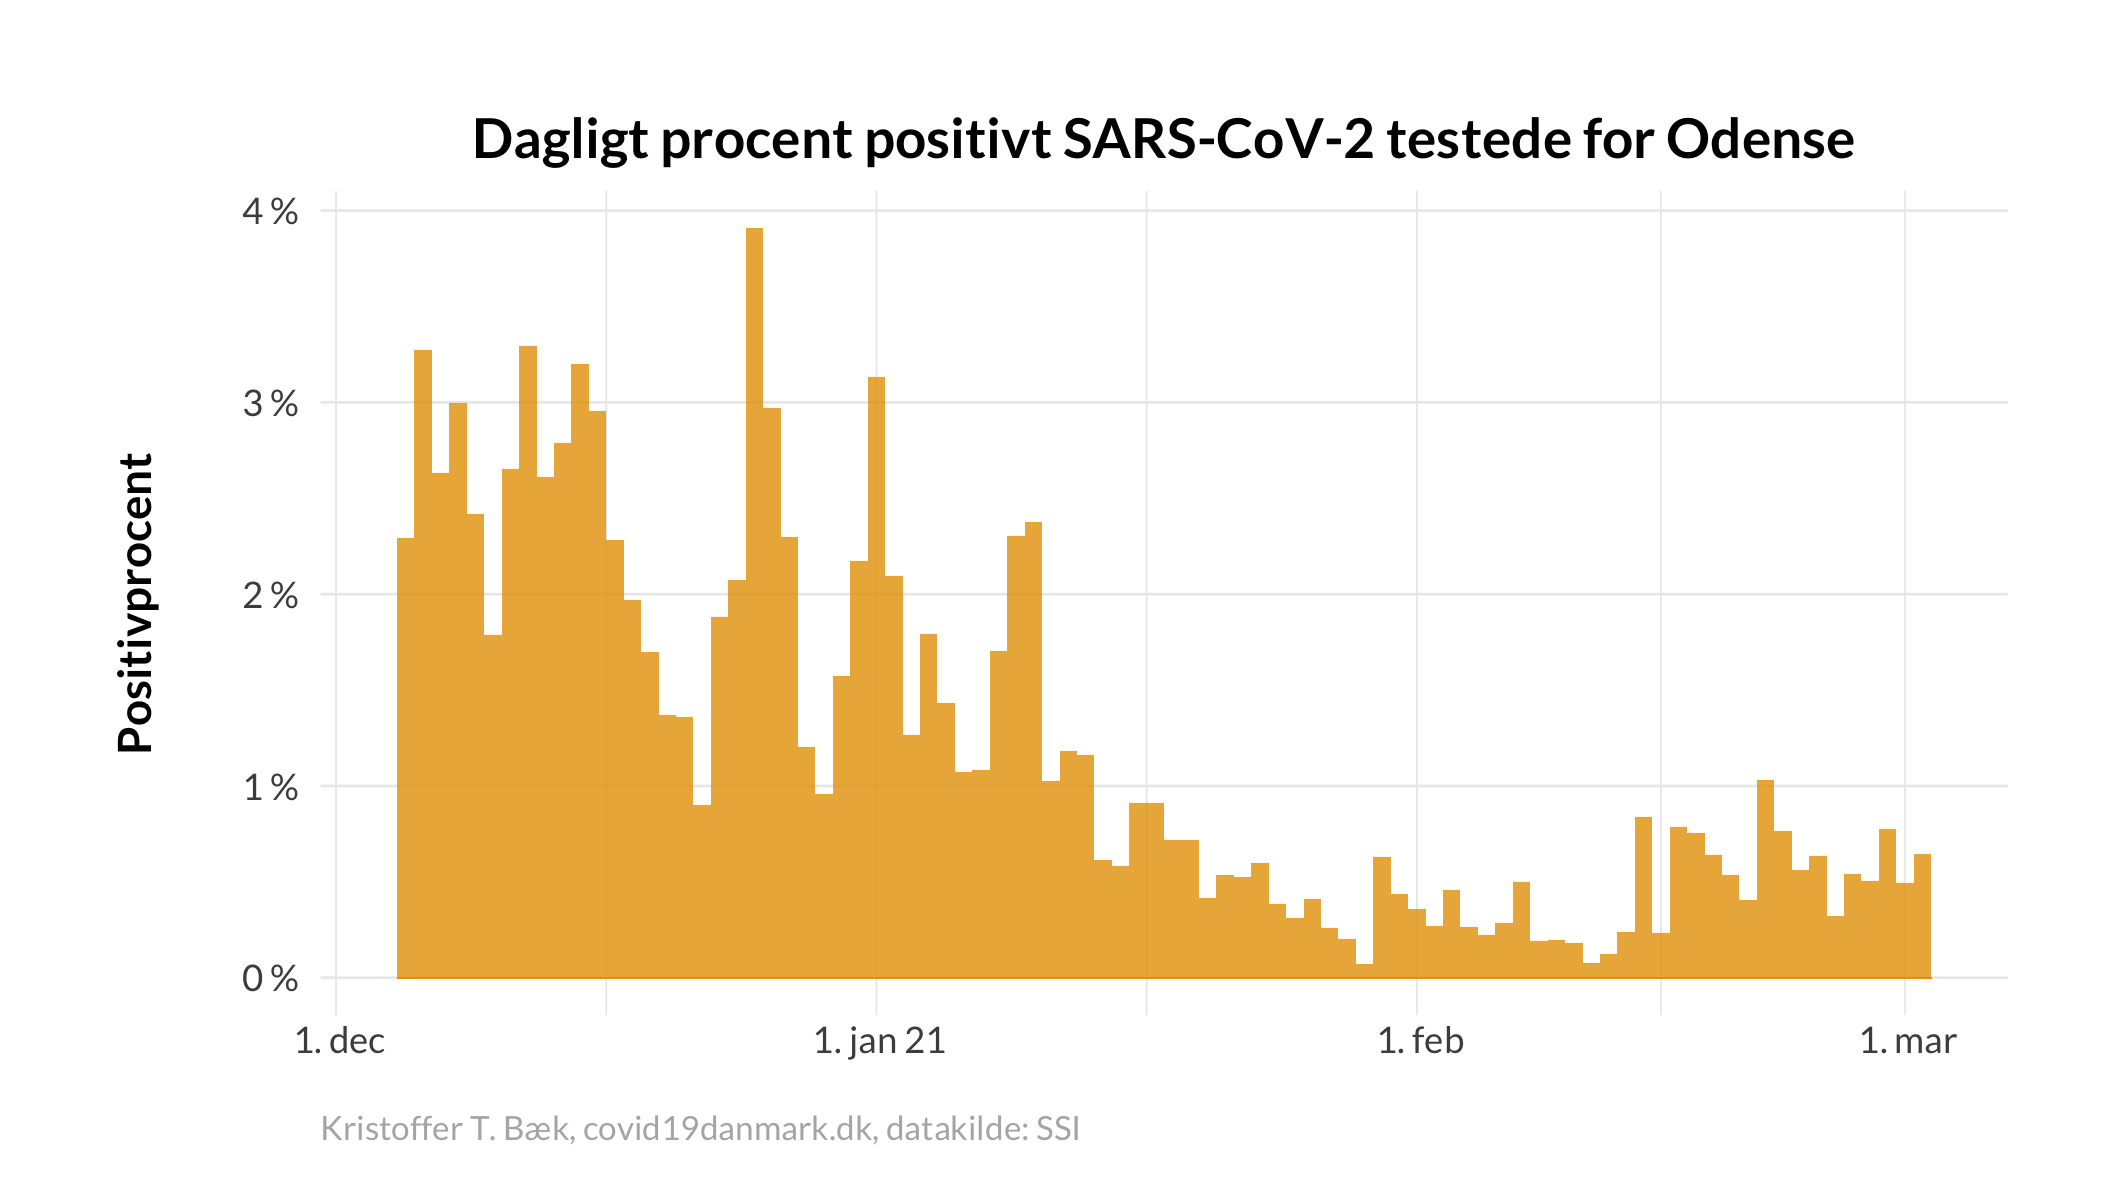 Dagligt procent positivt SARS-CoV-2 testede for Odense
Positivprocent
4 %
3 %
2 %
1 %
0 %
1. dec
1. jan 21
1. feb
1. mar
Kristoffer T. Bæk, covid19danmark.dk, datakilde: SSI